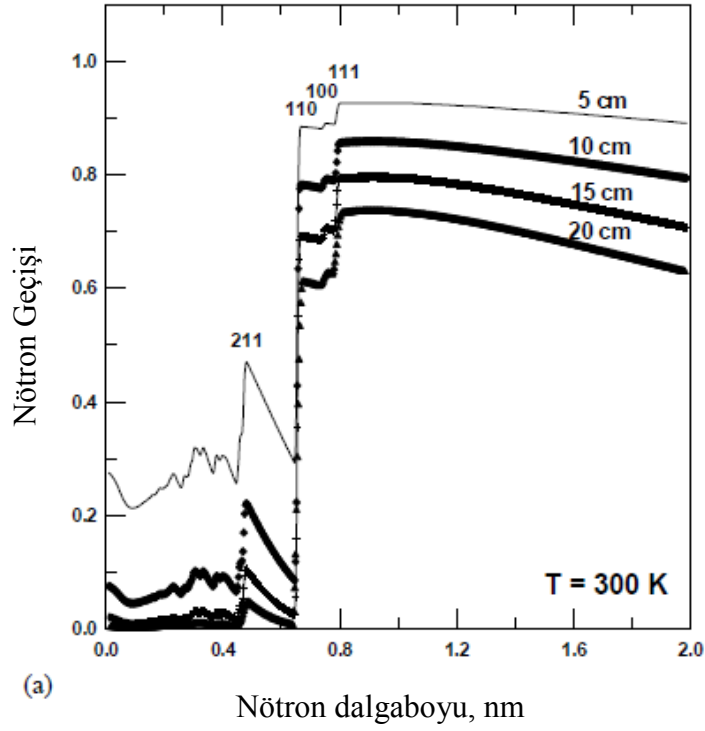 Nötron Geçişi
1.0
0.8
0.6
0.4
0.2
0.0
111
100
110
211
5 cm
10 cm
15 cm
20 cm
T = 300 K
0.0 0.4 0.8 1.2 1.6 2.0
(a)
Nötron dalgaboyu, nm